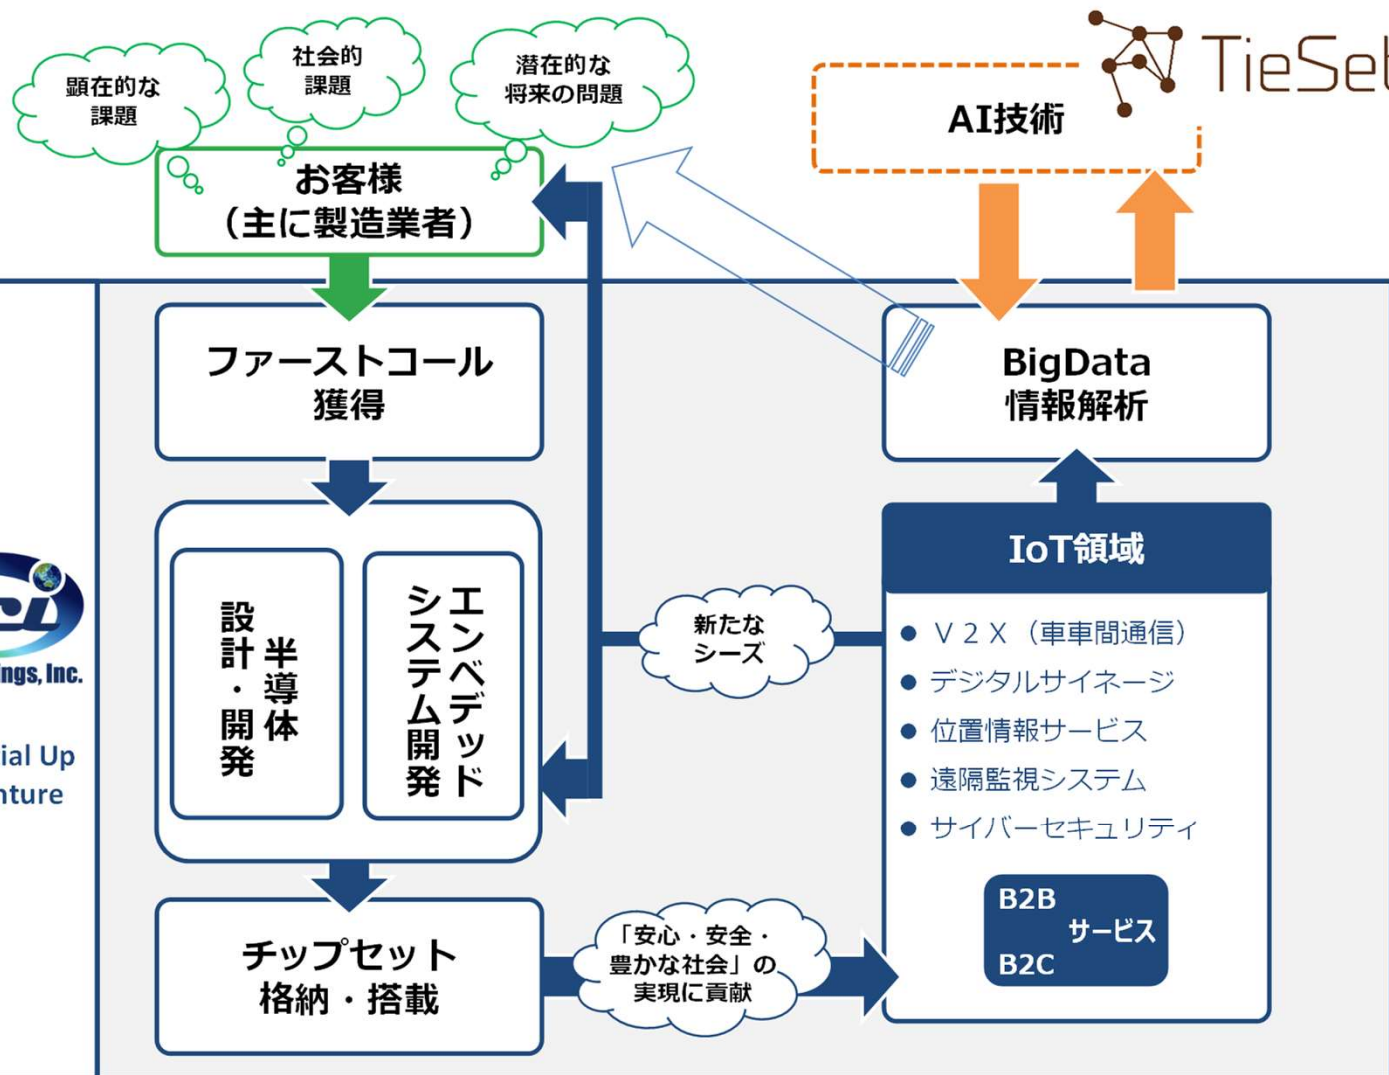 顕在的な
課題
社会的
課題
潜在的な
将来の問題
お客様
（主に製造業者）
AI技術
TieSet
ファーストコール
獲得
BigData
情報解析
半導体
設計・開発
エンベデッド
システム開発
新たな
シーズ
IoT領域
● Ｖ２Ｘ（車車間通信）
● デジタルサイネージ
● 位置情報サービス
● 遠隔監視システム
● サイバーセキュリティ
B2B
サービス
B2C
チップセット
格納・搭載
「安心・安全・
豊かな社会」の
実現に貢献
ings, Inc.
ial Up
nture